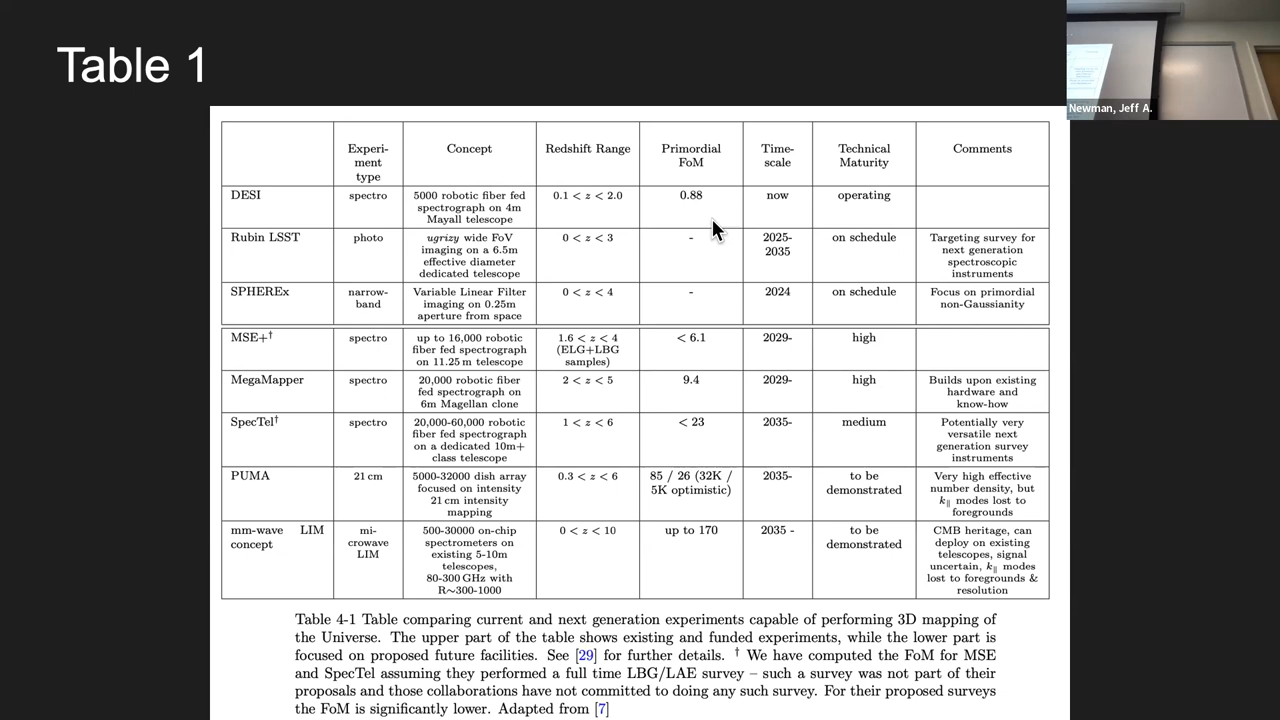 Table 1
Newman, Jeff A.
Experi-
ment
type
Concept
Redshift Range
Primordial
FoM
Time-
scale
Technical
Maturity
Comments
DESI
spectro
5000 robotic fiber fed
spectrograph on 4m
Mayall telescope
0.1 < z < 2.0
0.88
now
operating
Rubin LSST
photo
ugrizy wide FoV
imaging on a 6.5m
effective diameter
dedicated telescope
0 < z < 3
-
2025-
2035
on schedule
Targeting survey for
next generation
spectroscopic
instruments
SPHEREx
narrow-
band
Variable Linear Filter
imaging on 0.25m
aperture from space
0 < z < 4
-
2024
on schedule
Focus on primordial
non-Gaussianity
MSE+†
spectro
up to 16,000 robotic
fiber fed spectrograph
on 11.25 m telescope
1.6 < z < 4
(ELG+LBG
samples)
< 6.1
2029-
high
MegaMapper
spectro
20,000 robotic fiber
fed spectrograph on
6m Magellan clone
2 < z < 5
9.4
2029-
high
Builds upon existing
hardware and
know-how
SpecTel†
spectro
20,000-60,000 robotic
fiber fed spectrograph
on a dedicated 10m+
class telescope
1 < z < 6
< 23
2035-
medium
Potentially very
versatile next
generation survey
instruments
PUMA
21 cm
5000-32000 dish array
focused on intensity
21 cm intensity
mapping
0.3 < z < 6
85 / 26 (32K /
5K optimistic)
2035-
to be
demonstrated
Very high effective
number density, but
k∥ modes lost to
foregrounds
mm-wave LIM
concept
mi-
crowave
LIM
500-30000 on-chip
spectrometers on
existing 5-10m
telescopes,
80-300 GHz with
R∼300-1000
0 < z < 10
up to 170
2035 -
to be
demonstrated
CMB heritage, can
deploy on existing
telescopes, signal
uncertain, k∥ modes
lost to foregrounds &
resolution
Table 4-1 Table comparing current and next generation experiments capable of performing 3D mapping of
the Universe. The upper part of the table shows existing and funded experiments, while the lower part is
focused on proposed future facilities. See [29] for further details. † We have computed the FoM for MSE
and SpecTel assuming they performed a full time LBG/LAE survey – such a survey was not part of their
proposals and those collaborations have not committed to doing any such survey. For their proposed surveys
the FoM is significantly lower. Adapted from [7]